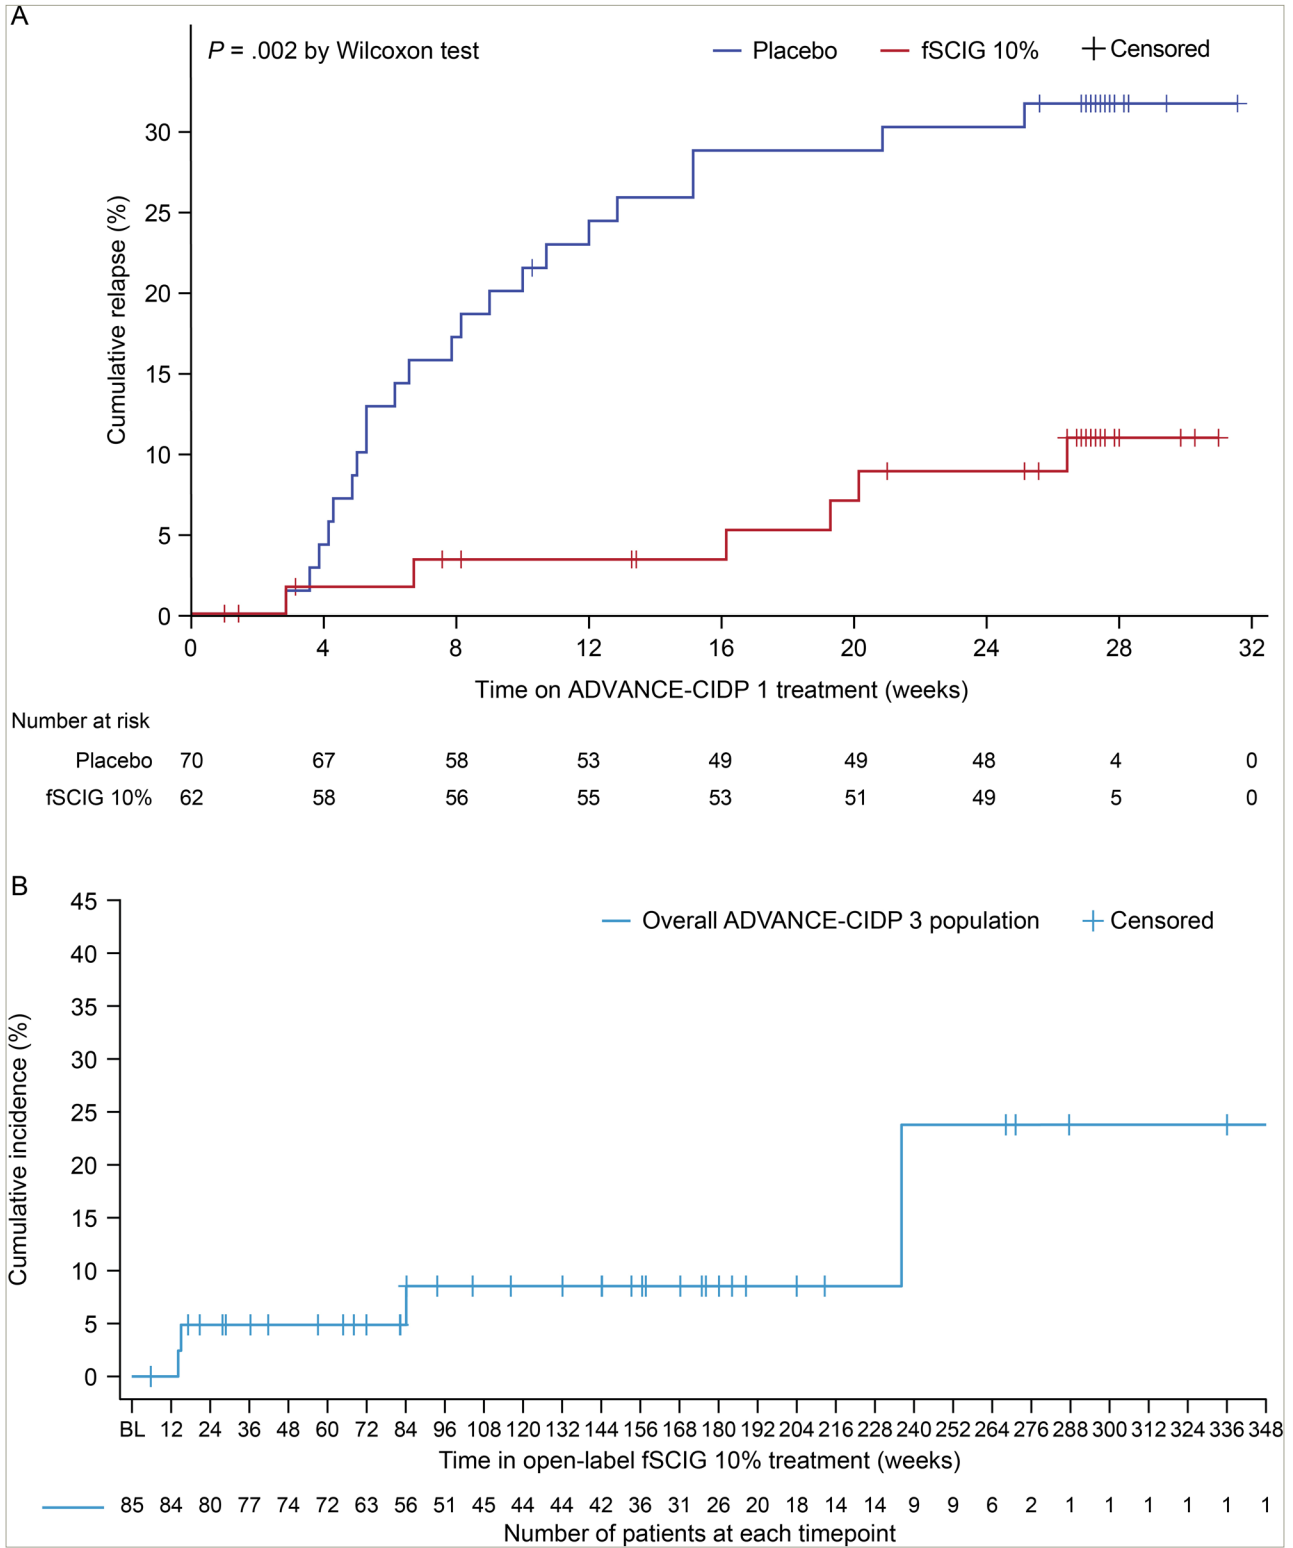 A
P = .002 by Wilcoxon test
Placebo fSCIG 10% Censored
Cumulative relapse (%)
30
25
20
15
10
5
0
0 4 8 12 16 20 24 28 32
Time on ADVANCE-CIDP 1 treatment (weeks)
Number at risk
Placebo 70 67 58 53 49 49 48 4 0
fSCIG 10% 62 58 56 55 53 51 49 5 0
B
Overall ADVANCE-CIDP 3 population Censored
Cumulative incidence (%)
45
40
35
30
25
20
15
10
5
0
BL 12 24 36 48 60 72 84 96 108 120 132 144 156 168 180 192 204 216 228 240 252 264 276 288 300 312 324 336 348
Time in open-label fSCIG 10% treatment (weeks)
85 84 80 77 74 72 63 56 51 45 44 44 42 36 31 26 20 18 14 14 9 9 6 2 1 1 1 1 1 1
Number of patients at each timepoint